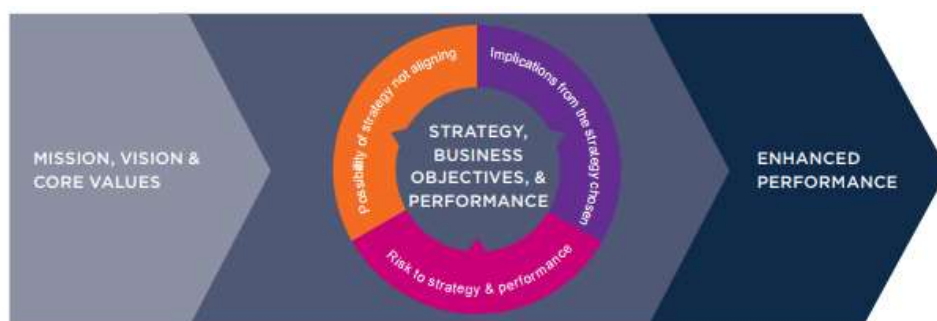 MISSION, VISION &
CORE VALUES
Possibility of strategy not aligning
Implications from the strategy chosen
STRATEGY,
BUSINESS
OBJECTIVES, &
PERFORMANCE
Risk to strategy & performance
ENHANCED
PERFORMANCE